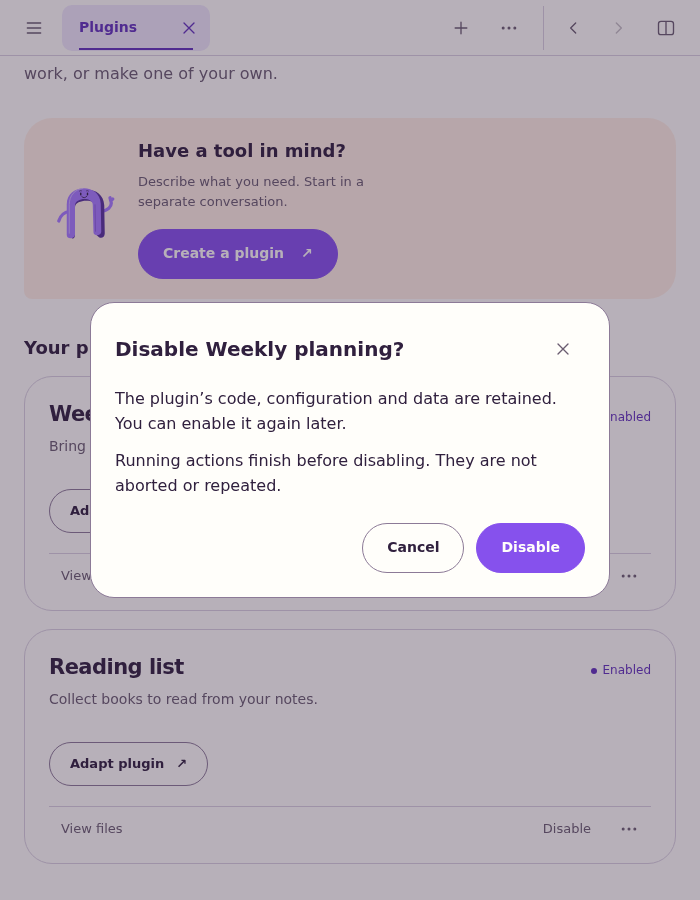 Plugins
work, or make one of your own.
Have a tool in mind?
Describe what you need. Start in a
separate conversation.
Create a plugin ↗
Disable Weekly planning?
The plugin’s code, configuration and data are retained.
You can enable it again later.
Running actions finish before disabling. They are not
aborted or repeated.
Cancel
Disable
Your
Bring
View
Reading list
Enabled
Collect books to read from your notes.
Adapt plugin ↗
View files
Disable